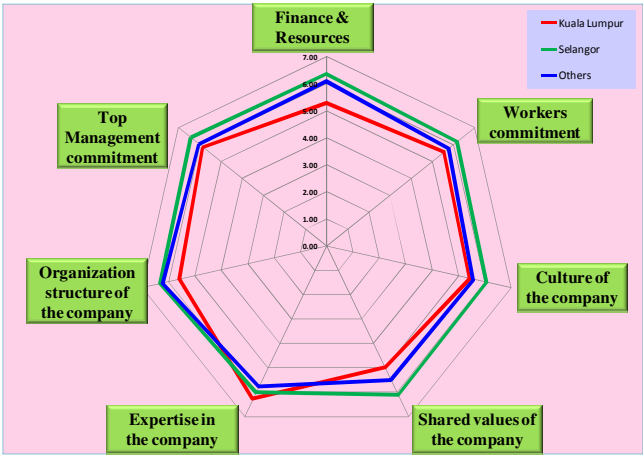 Finance &
Resources
Kuala Lumpur
Selangor
Others
7.00
6.00
5.00
4.00
3.00
2.00
1.00
0.00
Top
Management
commitment
Workers
commitment
Organization
structure of
the company
Culture of
the company
Expertise in
the company
Shared values of
the company